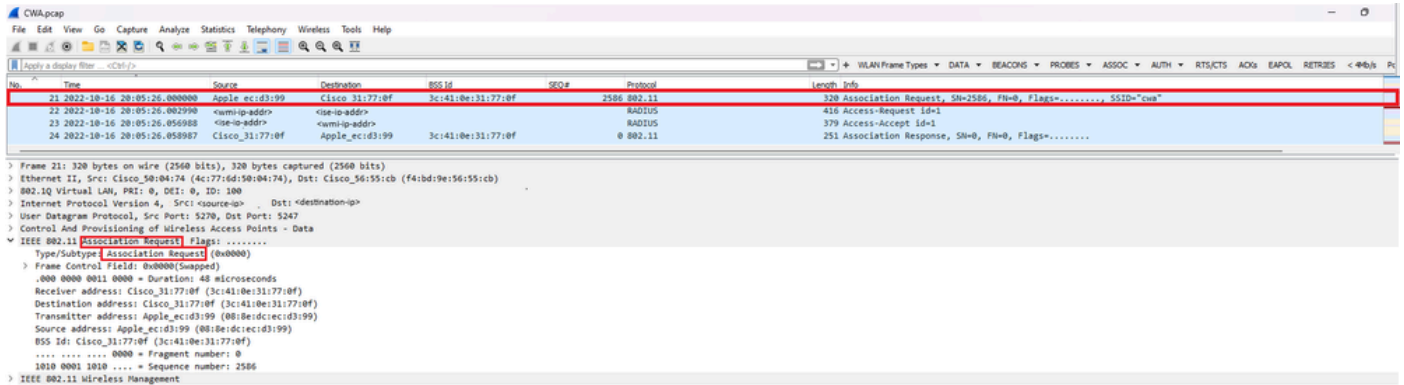 CWA.pcap
File Edit View Go Capture Analyze Statistics Telephony Wireless Tools Help
Apply a display filter ... <Ctrl-/>
+ WLAN Frame Types DATA BEACONS PROBES ASSOC AUTH RTS/CTS ACKs EAPOL RETRIES
No. Time Source Destination BSS Id SEQ# Protocol Length Info
21 2022-10-16 20:05:26.000000 Apple_ec:d3:99 Cisco_31:77:0f 3c:41:0e:31:77:0f 2586 802.11 320 Association Request, SN=2586, FN=0, Flags=........, SSID="cwa"
22 2022-10-16 20:05:26.002990 <wmi-ip-addr> <ise-ip-addr> RADIUS 416 Access-Request id=1
23 2022-10-16 20:05:26.056988 <ise-io-addr> <wmi-ip-addr> RADIUS 379 Access-Accept id=1
24 2022-10-16 20:05:26.058987 Cisco_31:77:0f Apple_ec:d3:99 3c:41:0e:31:77:0f 0 802.11 251 Association Response, SN=0, FN=0, Flags=........
> Frame 21: 320 bytes on wire (2560 bits), 320 bytes captured (2560 bits)
> Ethernet II, Src: Cisco_50:04:74 (4c:77:6d:50:04:74), Dst: Cisco_56:55:cb (f4:bd:9e:56:55:cb)
> 802.1Q Virtual LAN, PRI: 0, DEI: 0, ID: 100
> Internet Protocol Version 4, Src: <source-ip> , Dst: <destination-ip>
> User Datagram Protocol, Src Port: 5270, Dst Port: 5247
> Control And Provisioning of Wireless Access Points - Data
IEEE 802.11 Association Request, Flags: ........
Type/Subtype: Association Request (0x0000)
> Frame Control Field: 0x0000(Swapped)
.000 0000 0011 0000 = Duration: 48 microseconds
Receiver address: Cisco_31:77:0f (3c:41:0e:31:77:0f)
Destination address: Cisco_31:77:0f (3c:41:0e:31:77:0f)
Transmitter address: Apple_ec:d3:99 (08:8e:dc:ec:d3:99)
Source address: Apple_ec:d3:99 (08:8e:dc:ec:d3:99)
BSS Id: Cisco_31:77:0f (3c:41:0e:31:77:0f)
.... .... .... 0000 = Fragment number: 0
1010 0001 1010 .... = Sequence number: 2586
> IEEE 802.11 Wireless Management